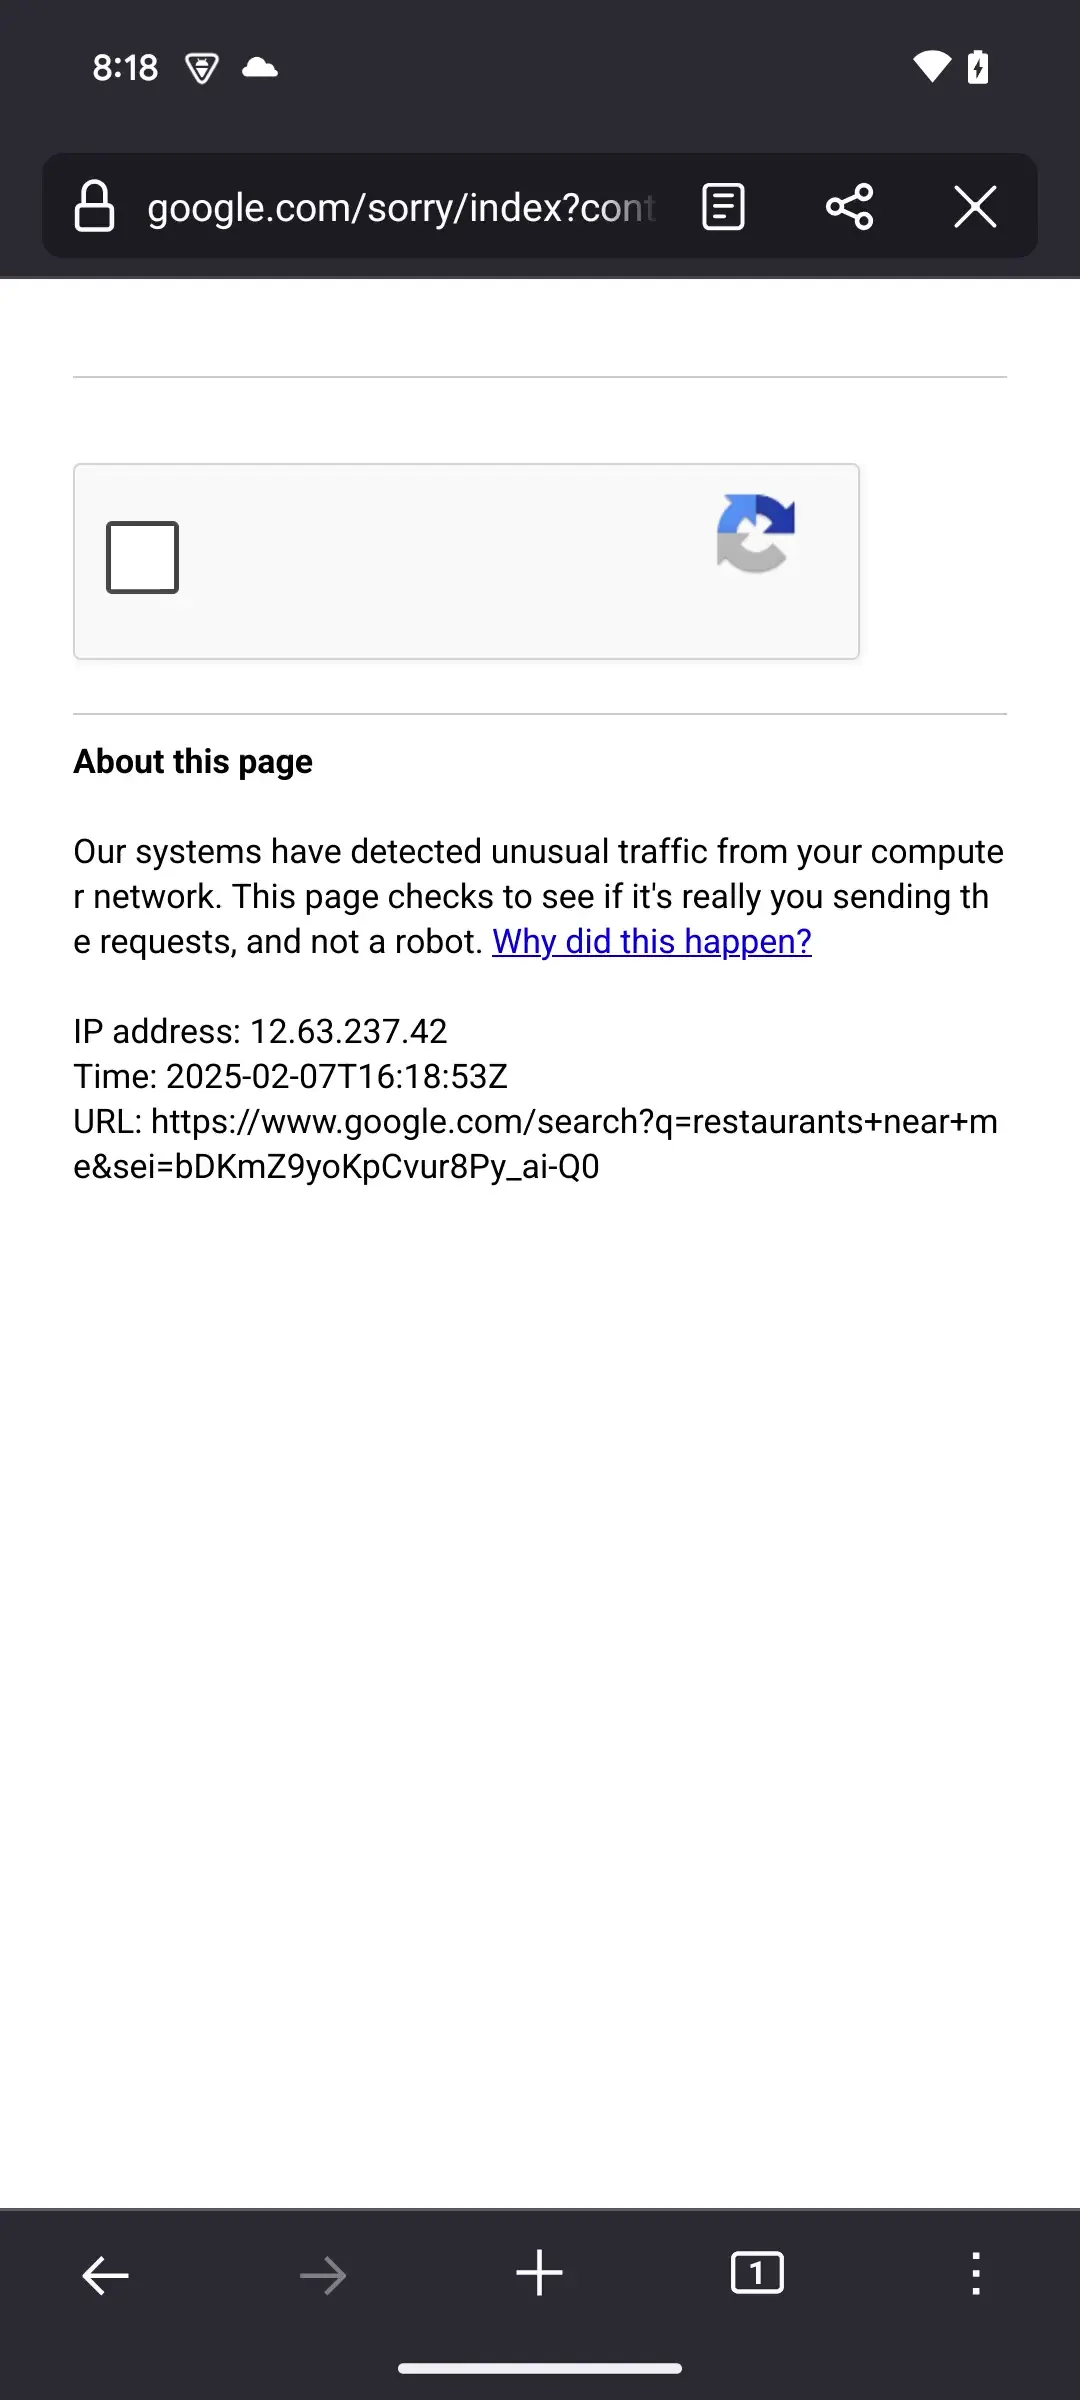 8:18
google.com/sorry/index?cont
About this page
Our systems have detected unusual traffic from your compute
r network. This page checks to see if it's really you sending th
e requests, and not a robot. Why did this happen?
IP address: 12.63.237.42
Time: 2025-02-07T16:18:53Z
URL: https://www.google.com/search?q=restaurants+near+m
e&sei=bDKmZ9yoKpCvur8Py_ai-Q0
1